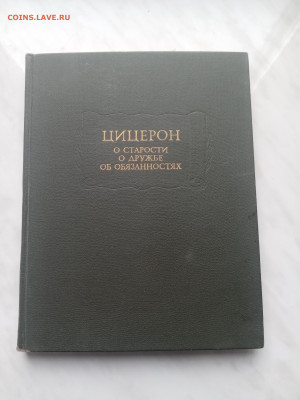 COINS.LAVE.RU
ЦИЦЕРОН
О СТАРОСТИ
О ДРУЖБЕ
ОБ ОБЯЗАННОСТЯХ